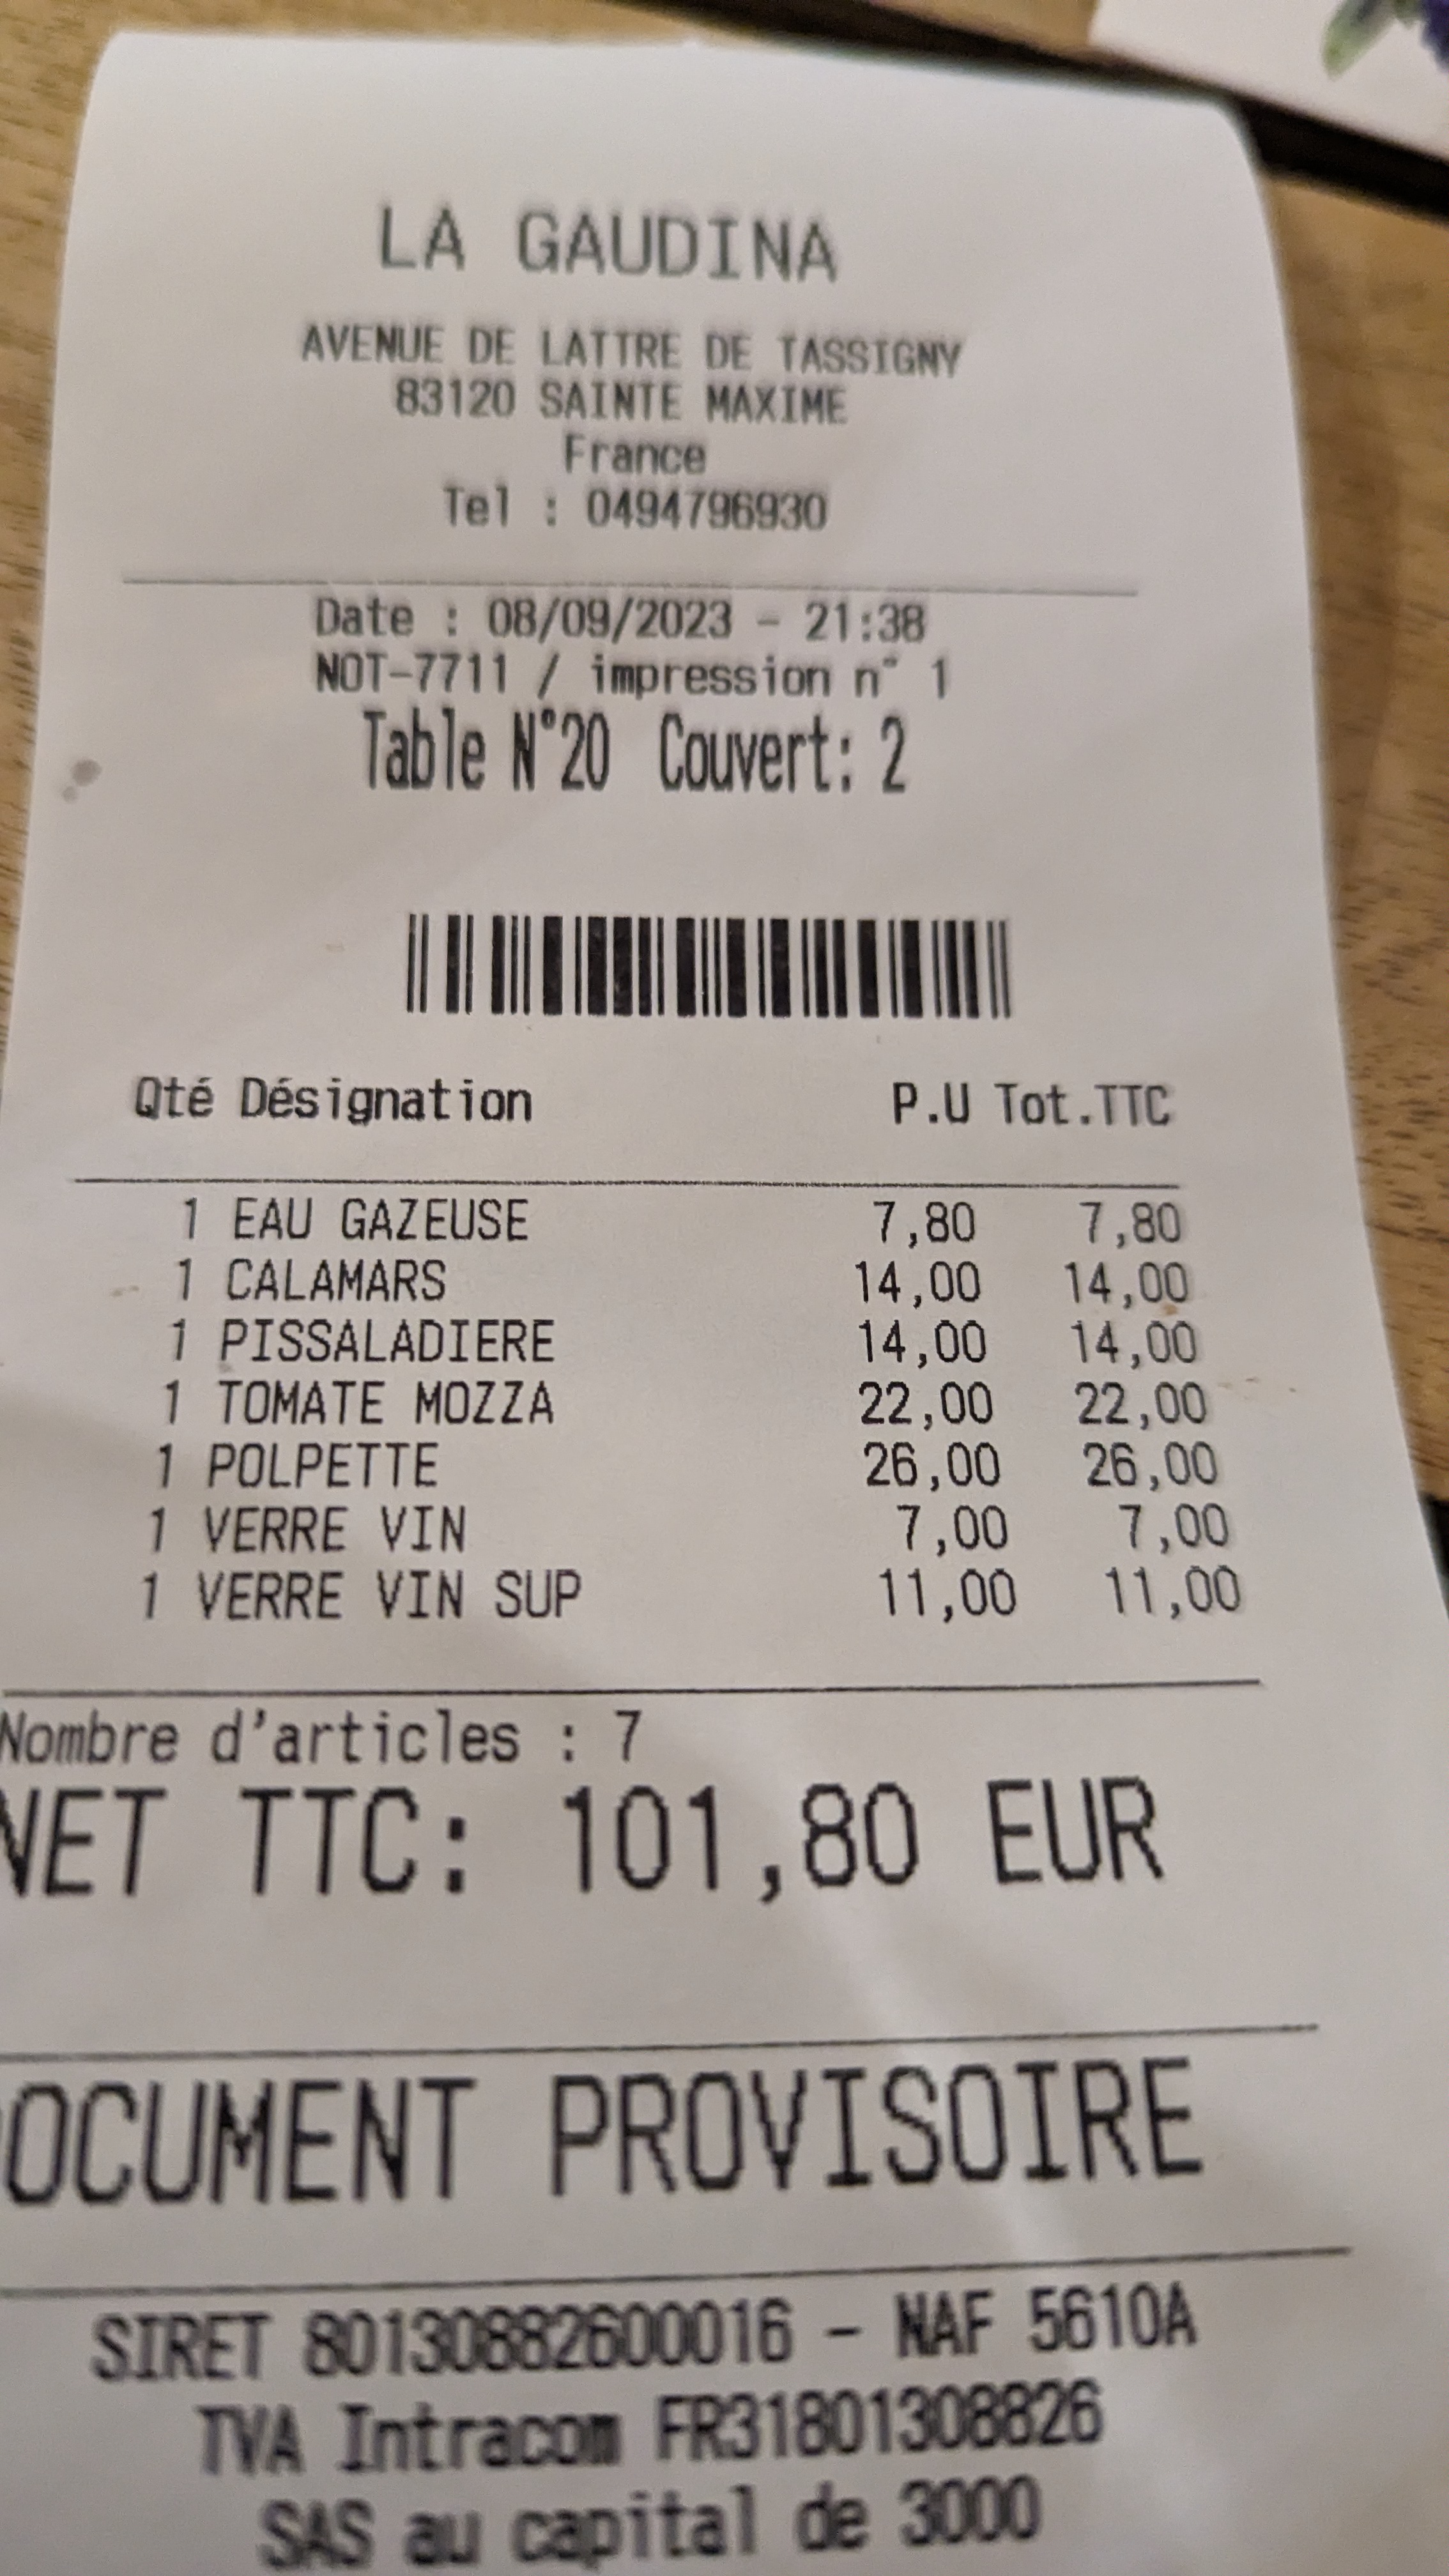 LA GAUDINA
AVENUE DE LATTRE DE TASSIGNY
83120 SAINTE MAXIME
France
Tel : 0494796930
Date : 08/09/2023 - 21:38
NOT-7711 / impression n° 1
Table N°20 Couvert: 2
Qté Désignation P.U Tot.TTC
1 EAU GAZEUSE 7,80 7,80
1 CALAMARS 14,00 14,00
1 PISSALADIERE 14,00 14,00
1 TOMATE MOZZA 22,00 22,00
1 POLPETTE 26,00 26,00
1 VERRE VIN 7,00 7,00
1 VERRE VIN SUP 11,00 11,00
Nombre d'articles : 7
NET TTC: 101,80 EUR
OCUMENT PROVISOIRE
SIRET 80130882600016 - NAF 5610A
TVA Intracom FR31801308826
SAS au capital de 3000